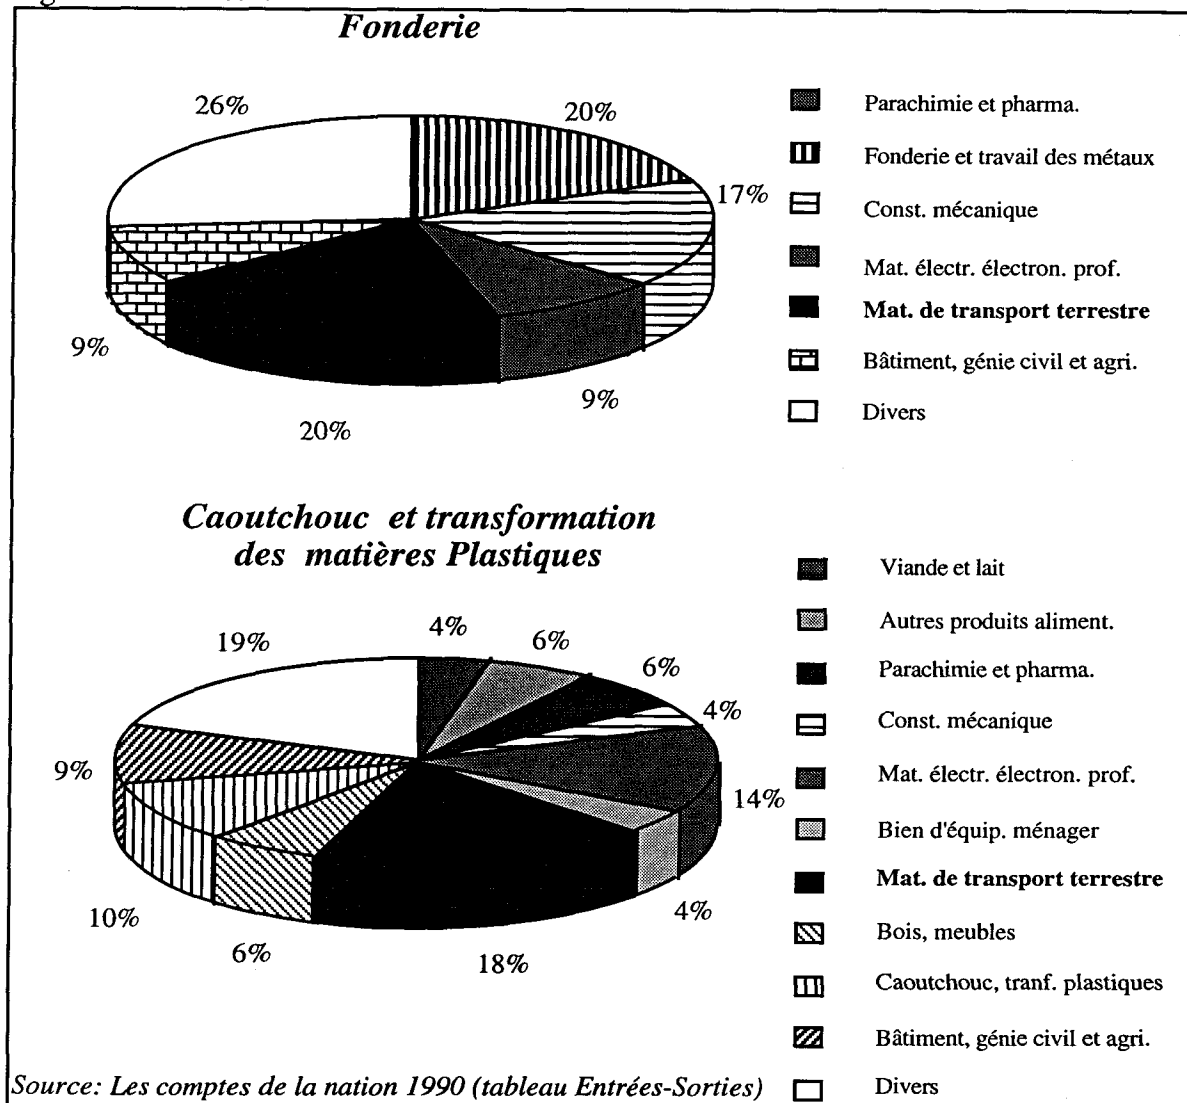 Fonderie
26%
20%
17%
9%
20%
9%
Parachimie et pharma.
Fonderie et travail des métaux
Const. mécanique
Mat. électr. électron. prof.
Mat. de transport terrestre
Bâtiment, génie civil et agri.
Divers
Caoutchouc et transformation
des matières Plastiques
19%
4%
6%
6%
4%
14%
4%
18%
6%
10%
9%
Viande et lait
Autres produits aliment.
Parachimie et pharma.
Const. mécanique
Mat. électr. électron. prof.
Bien d'équip. ménager
Mat. de transport terrestre
Bois, meubles
Caoutchouc, tranf. plastiques
Bâtiment, génie civil et agri.
Divers
Source: Les comptes de la nation 1990 (tableau Entrées-Sorties)